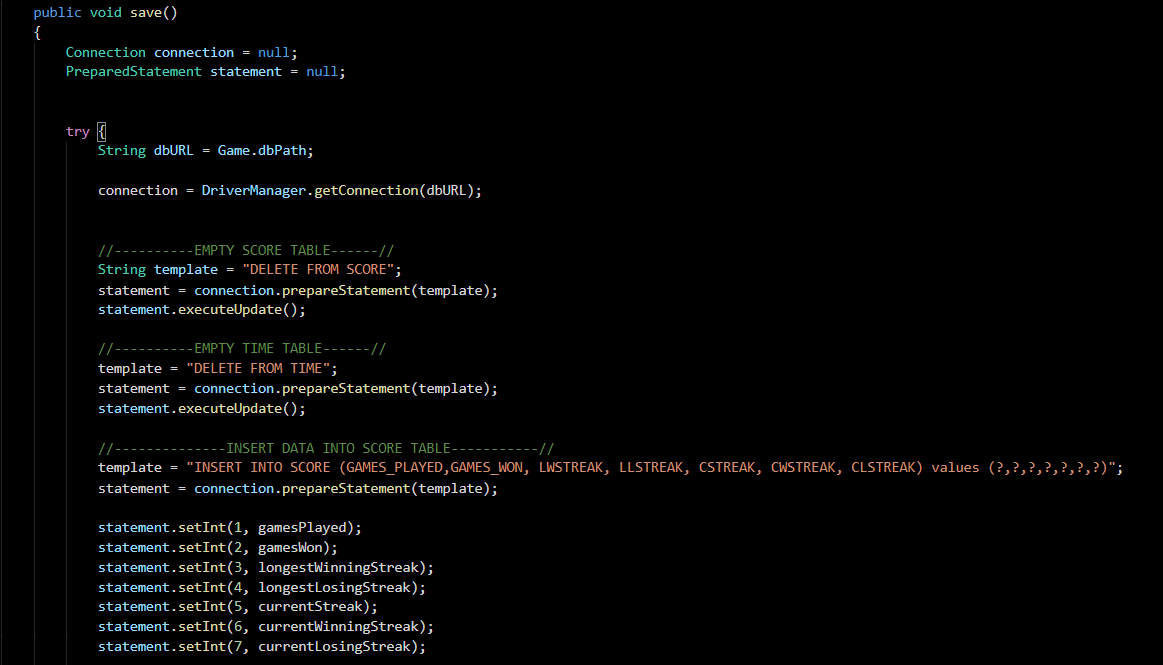 public void save()
{
Connection connection = null;
PreparedStatement statement = null;
try {
String dbURL = Game.dbPath;
connection = DriverManager.getConnection(dbURL);
//----------EMPTY SCORE TABLE------//
String template = "DELETE FROM SCORE";
statement = connection.prepareStatement(template);
statement.executeUpdate();
//----------EMPTY TIME TABLE------//
template = "DELETE FROM TIME";
statement = connection.prepareStatement(template);
statement.executeUpdate();
//--------------INSERT DATA INTO SCORE TABLE-----------//
template = "INSERT INTO SCORE (GAMES_PLAYED,GAMES_WON, LWSTREAK, LLSTREAK, CSTREAK, CWSTREAK, CLSTREAK) values (?,?,?,?,?,?,?)";
statement = connection.prepareStatement(template);
statement.setInt(1, gamesPlayed);
statement.setInt(2, gamesWon);
statement.setInt(3, longestWinningStreak);
statement.setInt(4, longestLosingStreak);
statement.setInt(5, currentStreak);
statement.setInt(6, currentWinningStreak);
statement.setInt(7, currentLosingStreak);